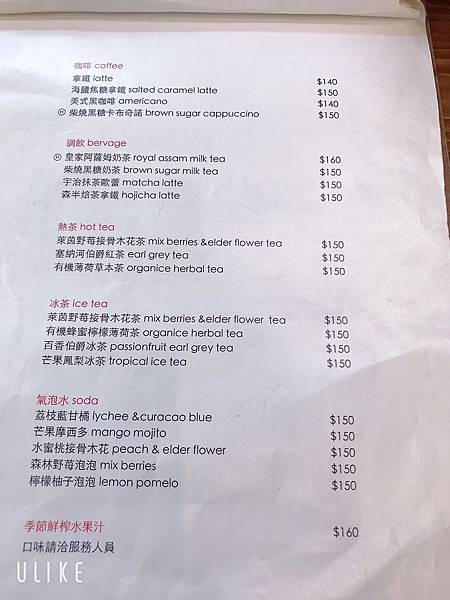 咖啡 coffee
拿鐵 latte $140
海鹽焦糖拿鐵 salted caramel latte $150
美式黑咖啡 americano $140
Ⓗ 柴燒黑糖卡布奇諾 brown sugar cappuccino $150
調飲 bervage
Ⓗ 皇家阿薩姆奶茶 royal assam milk tea $160
柴燒黑糖奶茶 brown sugar milk tea $150
宇治抹茶歐蕾 matcha latte $150
森半焙茶拿鐵 hojicha latte $150
熱茶 hot tea
萊茵野莓接骨木花茶 mix berries &elder flower tea $150
塞納河伯爵紅茶 earl grey tea $150
有機薄荷草本茶 organice herbal tea $150
冰茶 ice tea
萊茵野莓接骨木花茶 mix berries &elder flower tea $150
有機蜂蜜檸檬薄荷茶 organice herbal tea $150
百香伯爵冰茶 passionfruit earl grey tea $150
芒果鳳梨冰茶 tropical ice tea $150
氣泡水 soda
荔枝藍甘橘 lychee &curacao blue $150
芒果摩西多 mango mojito $150
水蜜桃接骨木花 peach & elder flower $150
森林野莓泡泡 mix berries $150
檸檬柚子泡泡 lemon pomelo $150
季節鮮榨水果汁 $160
口味請洽服務人員
ULIKE